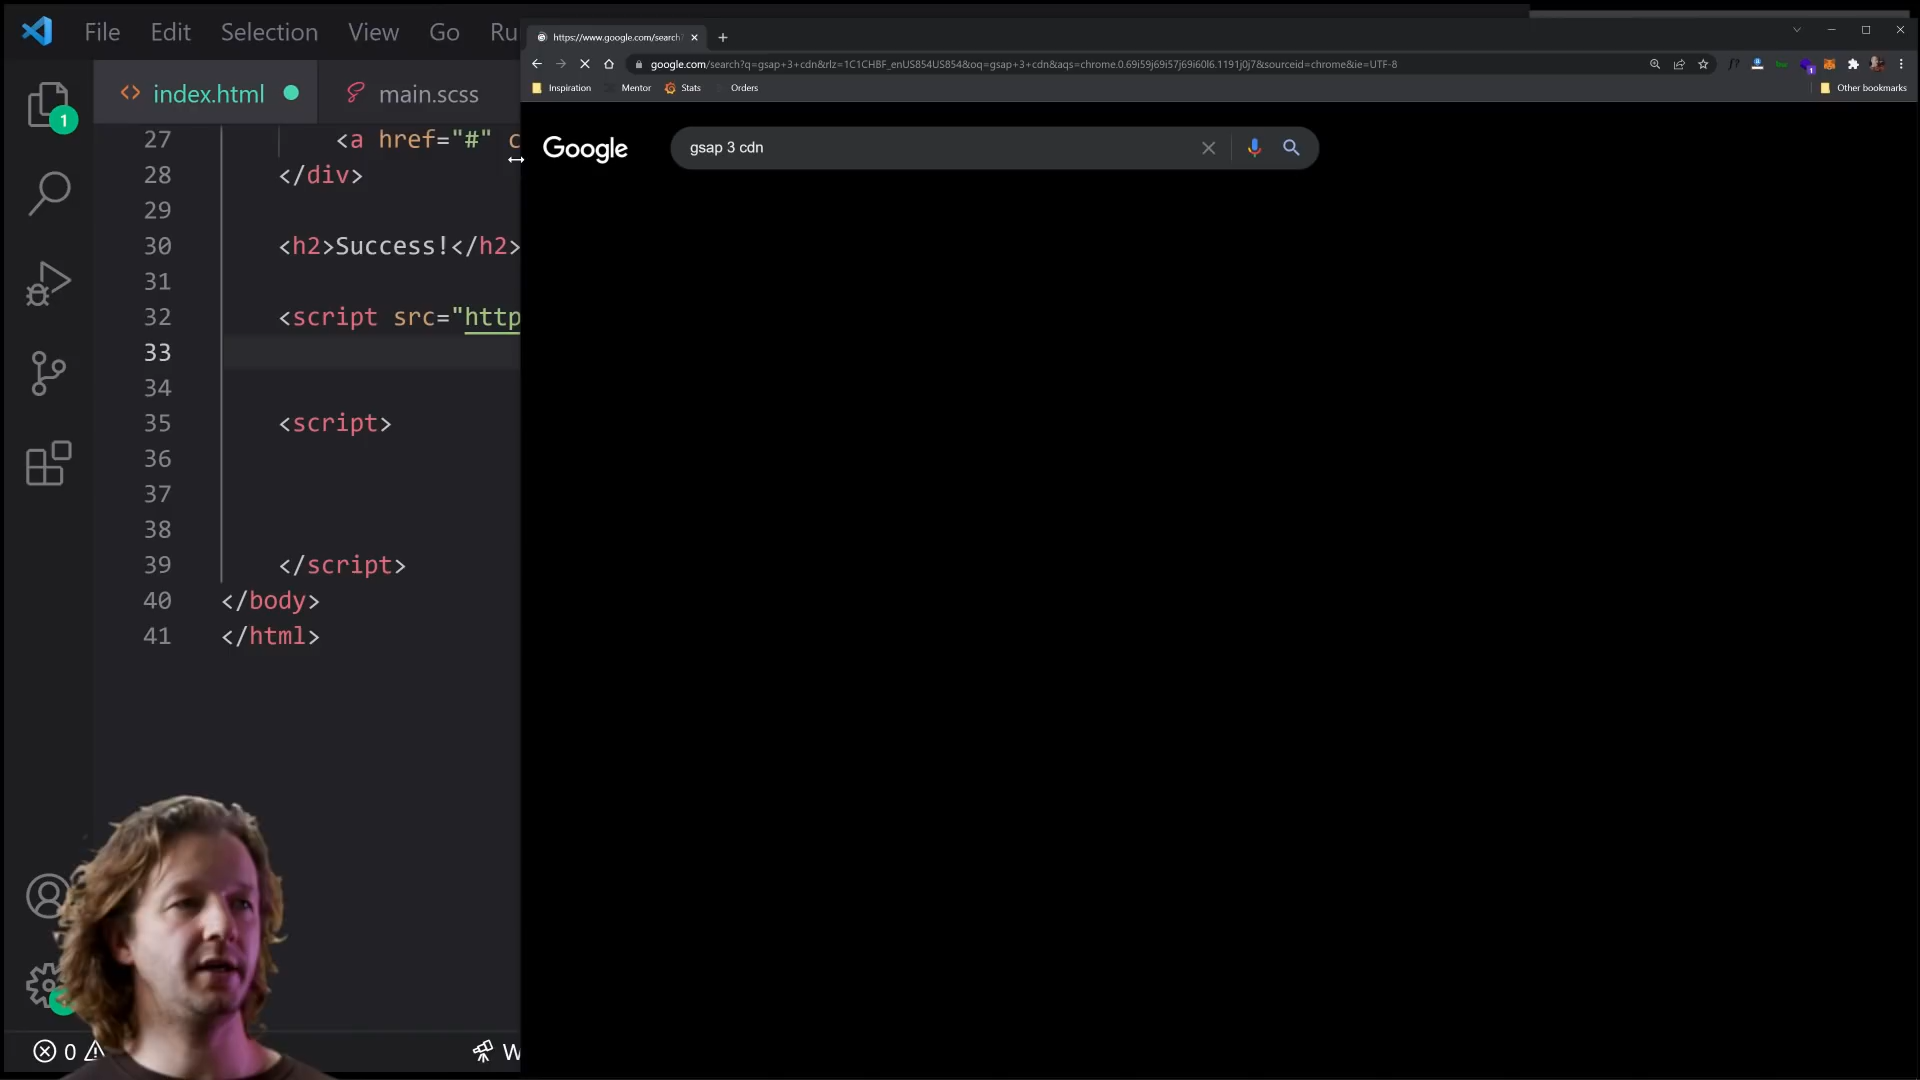 File Edit Selection View Go Ru
index.html main.scss
1
27 <a href="#" c
28 </div>
29
30 <h2>Success!</h2>
31
32 <script src="http
33
34
35 <script>
36
37
38
39 </script>
40 </body>
41 </html>
0
W
https://www.google.com/search?
google.com/search?q=gsap+3+cdn&rlz=1C1CHBF_enUS854US854&oq=gsap+3+cdn&aqs=chrome.0.69i59j69i57j69i60l6.1191j0j7&sourceid=chrome&ie=UTF-8
Inspiration Mentor Stats Orders Other bookmarks
Google gsap 3 cdn